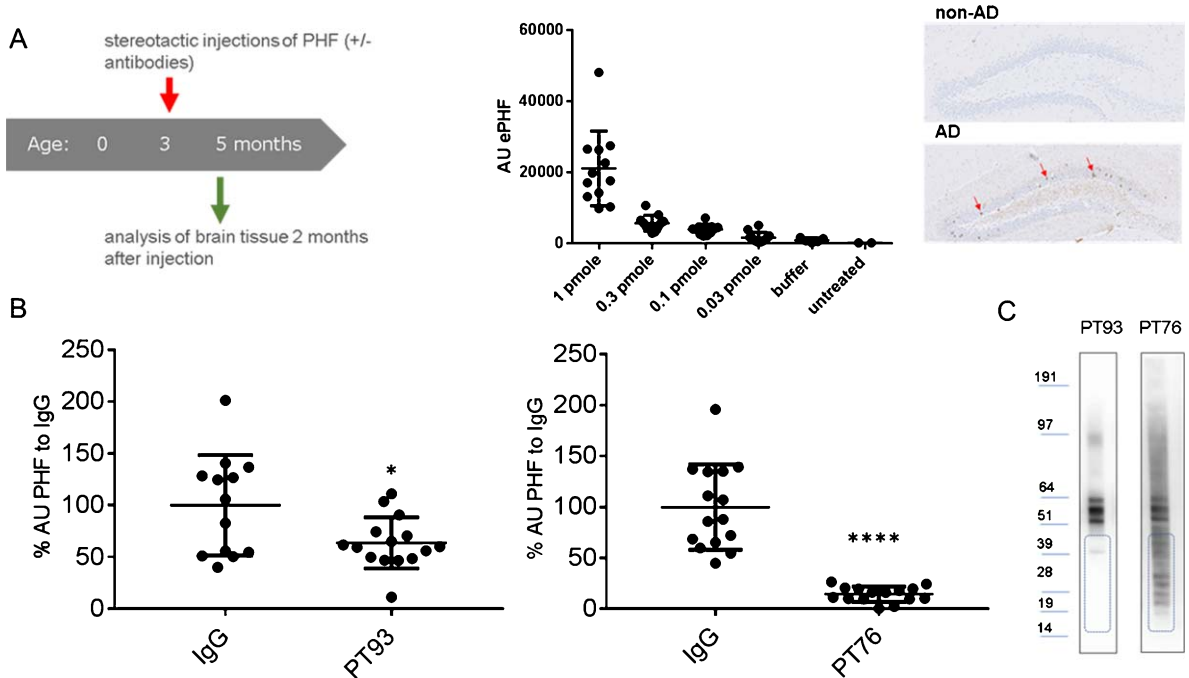 A
stereotactic injections of PHF (+/-
antibodies)
Age: 0 3 5 months
analysis of brain tissue 2 months
after injection
AU ePHF
60000
40000
20000
0
1 pmole
0.3 pmole
0.1 pmole
0.03 pmole
buffer
untreated
non-AD
AD
B
% AU PHF to IgG
250
200
150
100
50
0
IgG
*
PT93
% AU PHF to IgG
250
200
150
100
50
0
IgG
****
PT76
C
PT93 PT76
191
97
64
51
39
28
19
14